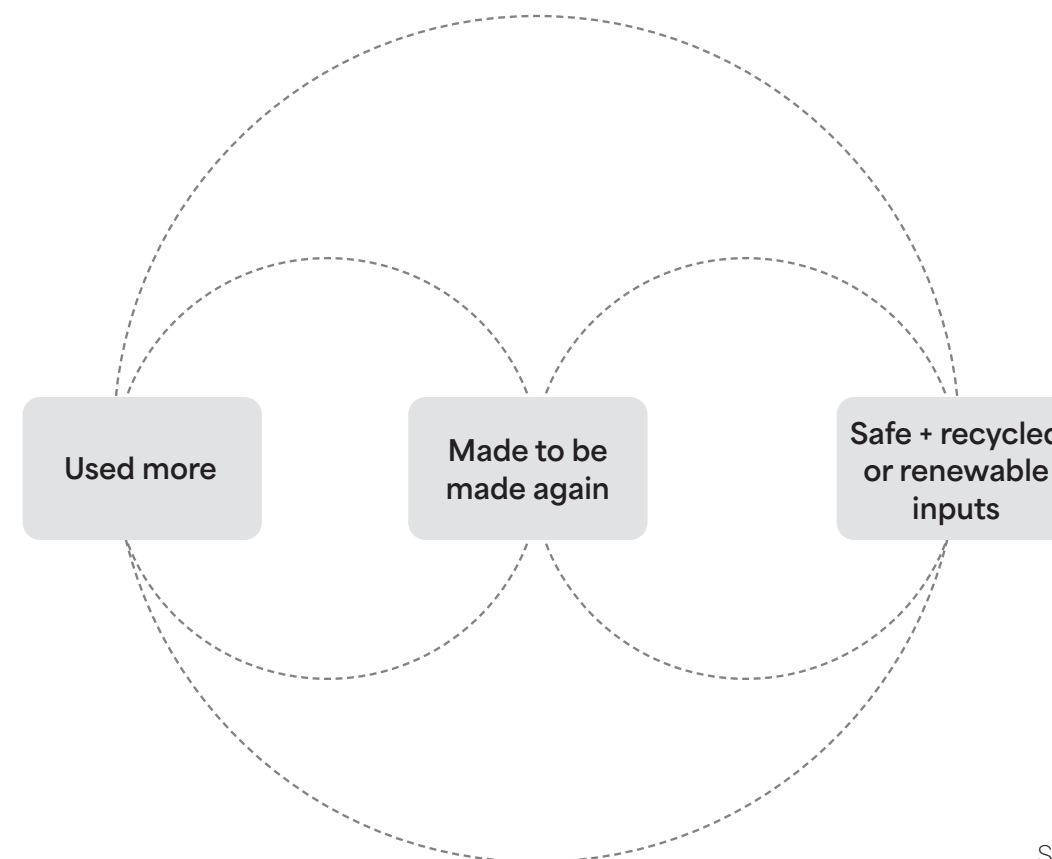 Used more
Made to be
made again
Safe + recycled
or renewable
inputs
S